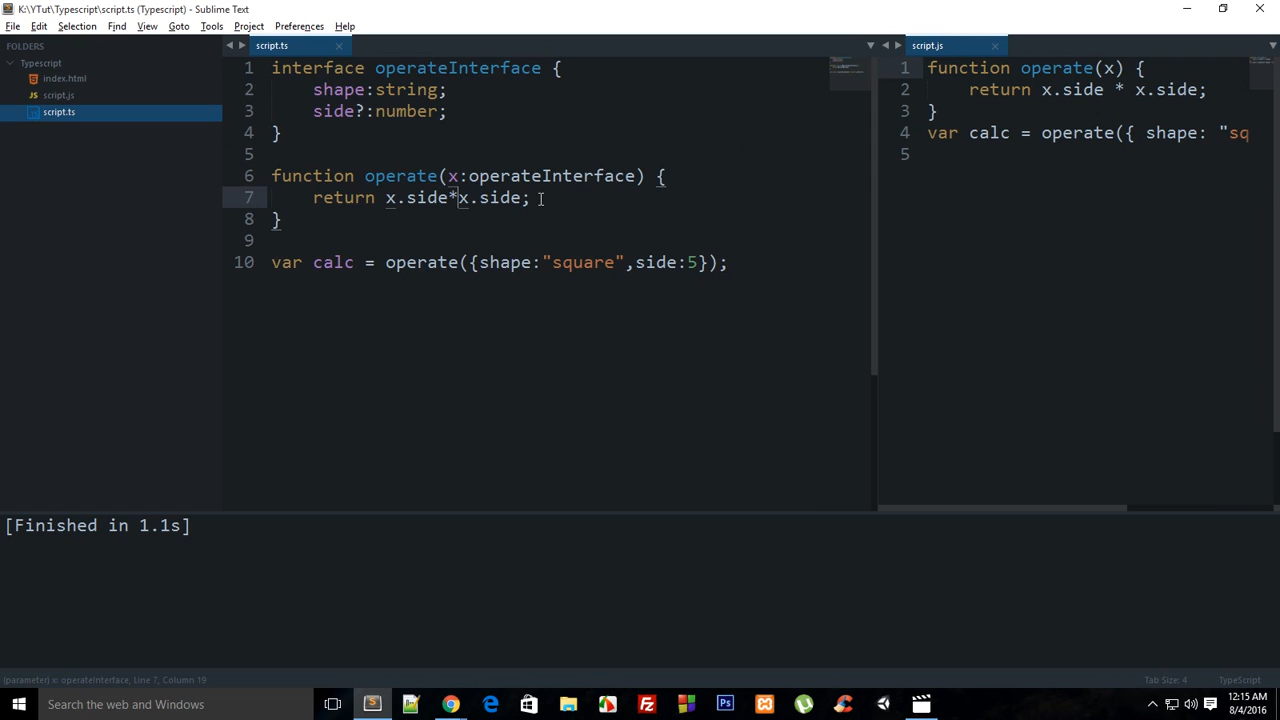 K:\YTut\Typescript\script.ts (Typescript) - Sublime Text
File Edit Selection Find View Goto Tools Project Preferences Help
FOLDERS
Typescript
index.html
script.js
script.ts
script.ts
1 interface operateInterface {
2 shape:string;
3 side?:number;
4 }
5
6 function operate(x:operateInterface) {
7 return x.side*x.side;
8 }
9
10 var calc = operate({shape:"square",side:5});
script.js
1 function operate(x) {
2 return x.side * x.side;
3 }
4 var calc = operate({ shape: "sq
5
[Finished in 1.1s]
(parameter) x: operateInterface, Line 7, Column 19
Tab Size: 4
TypeScript
Search the web and Windows
12:15 AM
8/4/2016